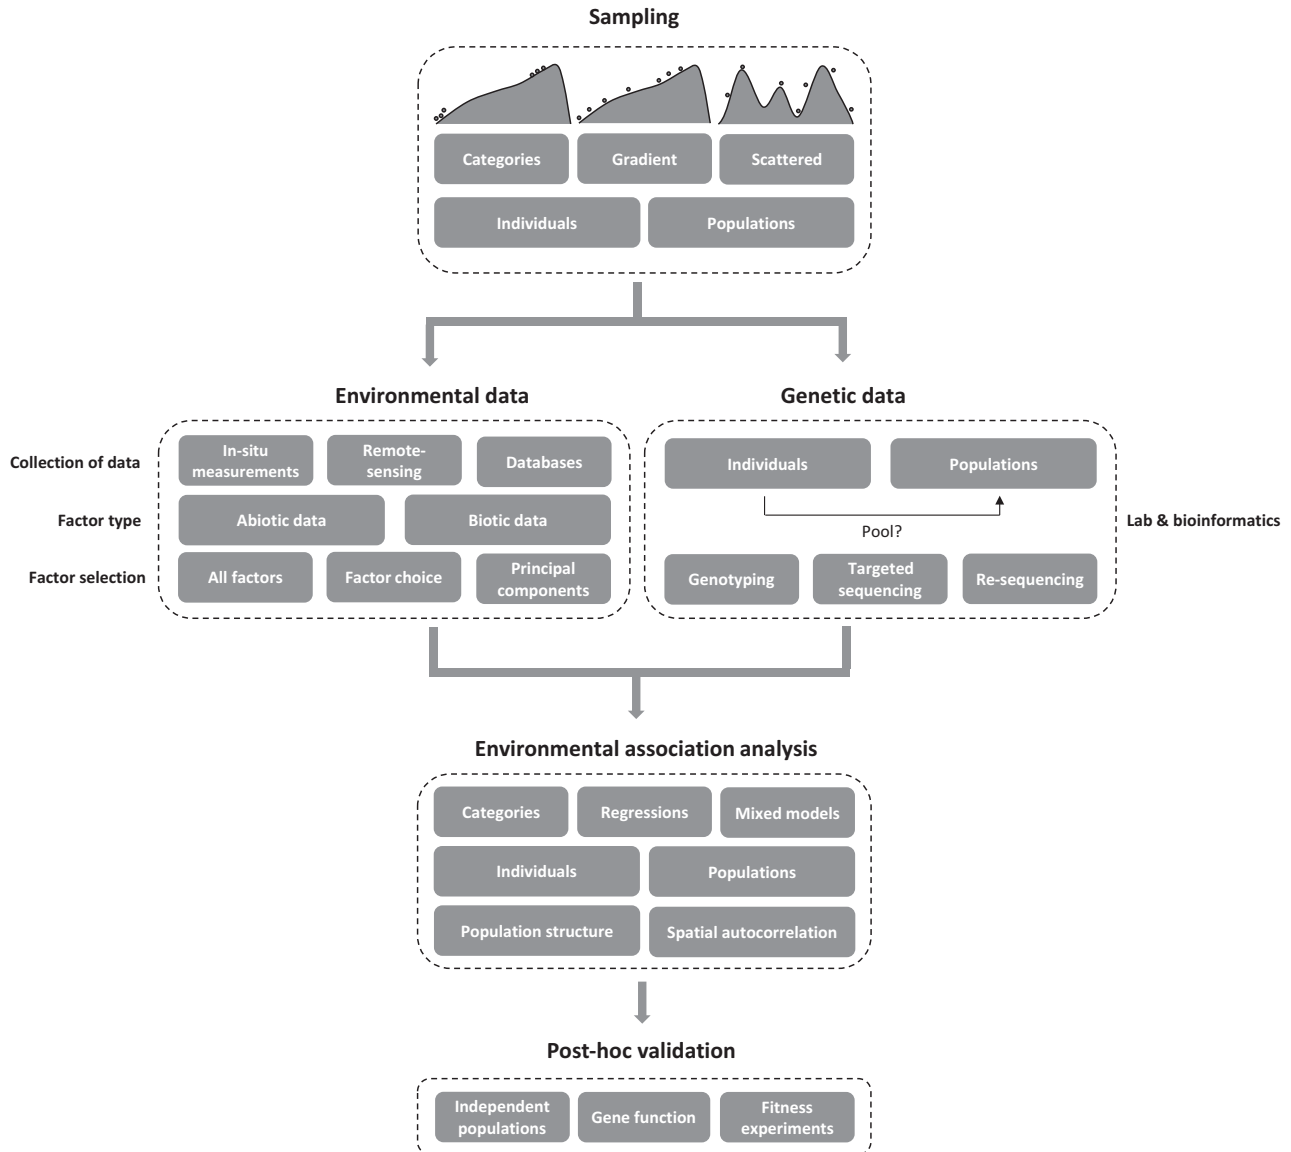 Sampling
Categories
Gradient
Scattered
Individuals
Populations
Environmental data
Genetic data
Collection of data
In-situ
measurements
Remote-
sensing
Databases
Individuals
Populations
Factor type
Abiotic data
Biotic data
Pool?
Lab & bioinformatics
Factor selection
All factors
Factor choice
Principal
components
Genotyping
Targeted
sequencing
Re-sequencing
Environmental association analysis
Categories
Regressions
Mixed models
Individuals
Populations
Population structure
Spatial autocorrelation
Post-hoc validation
Independent
populations
Gene function
Fitness
experiments